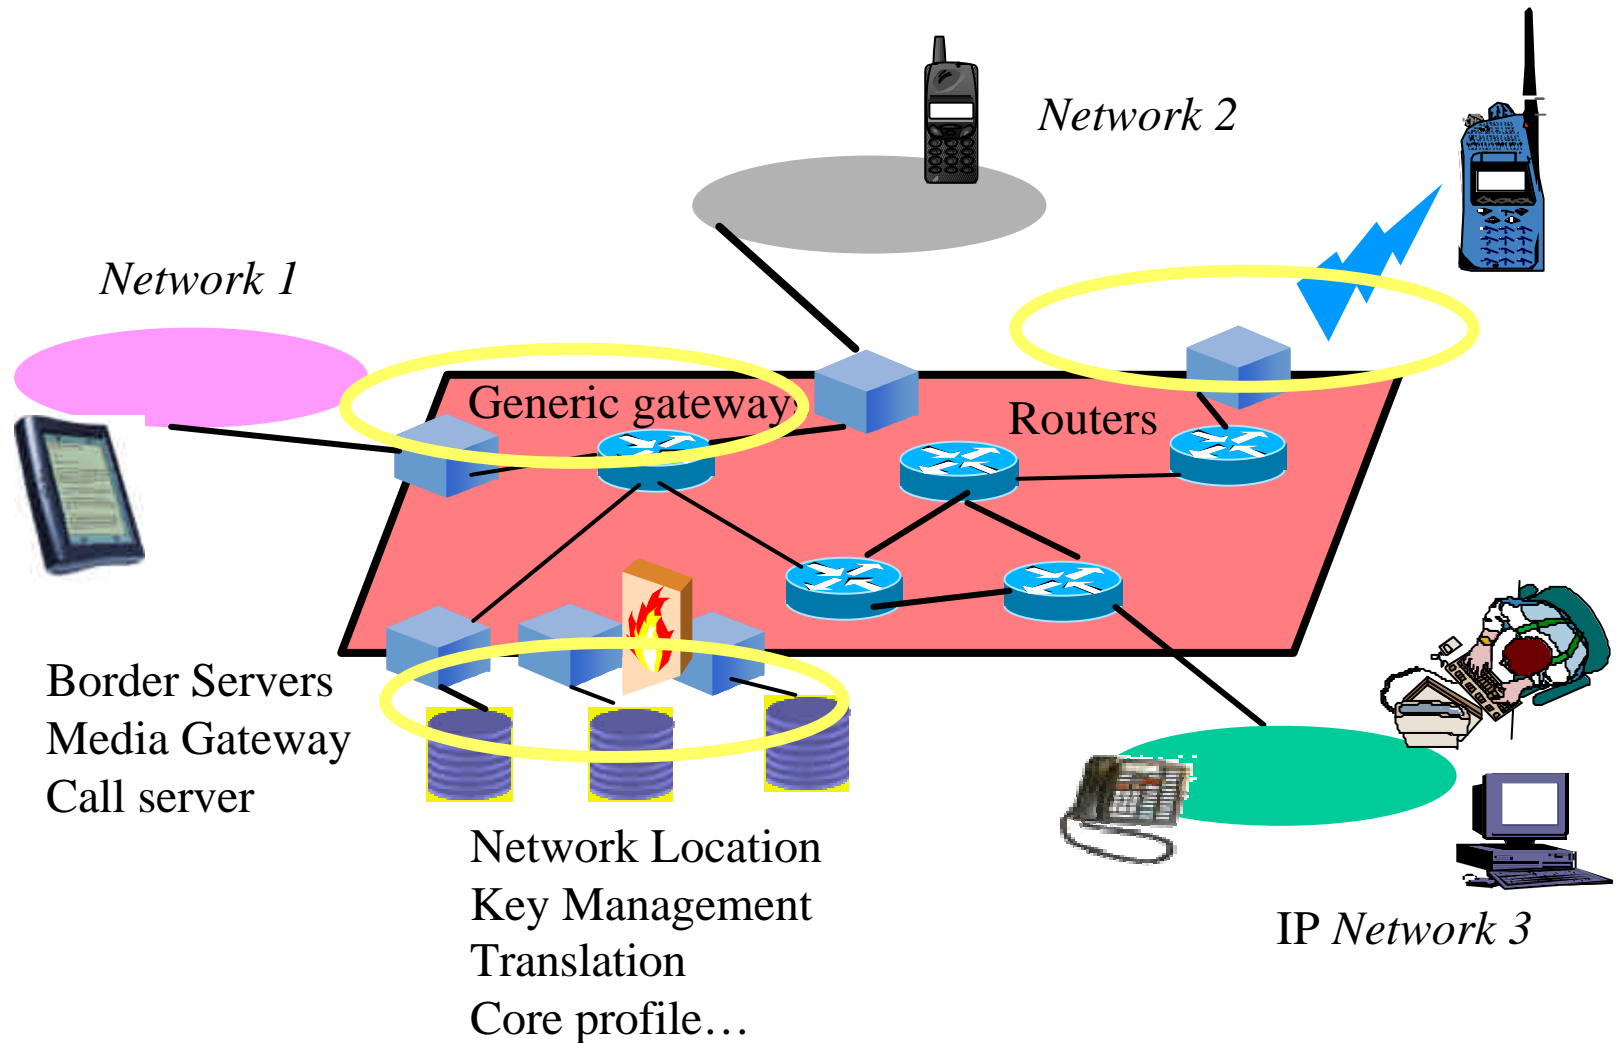 Network 2
Network 1
Generic gateways
Routers
Border Servers
Media Gateway
Call server
Network Location
Key Management
Translation
Core profile…
IP Network 3